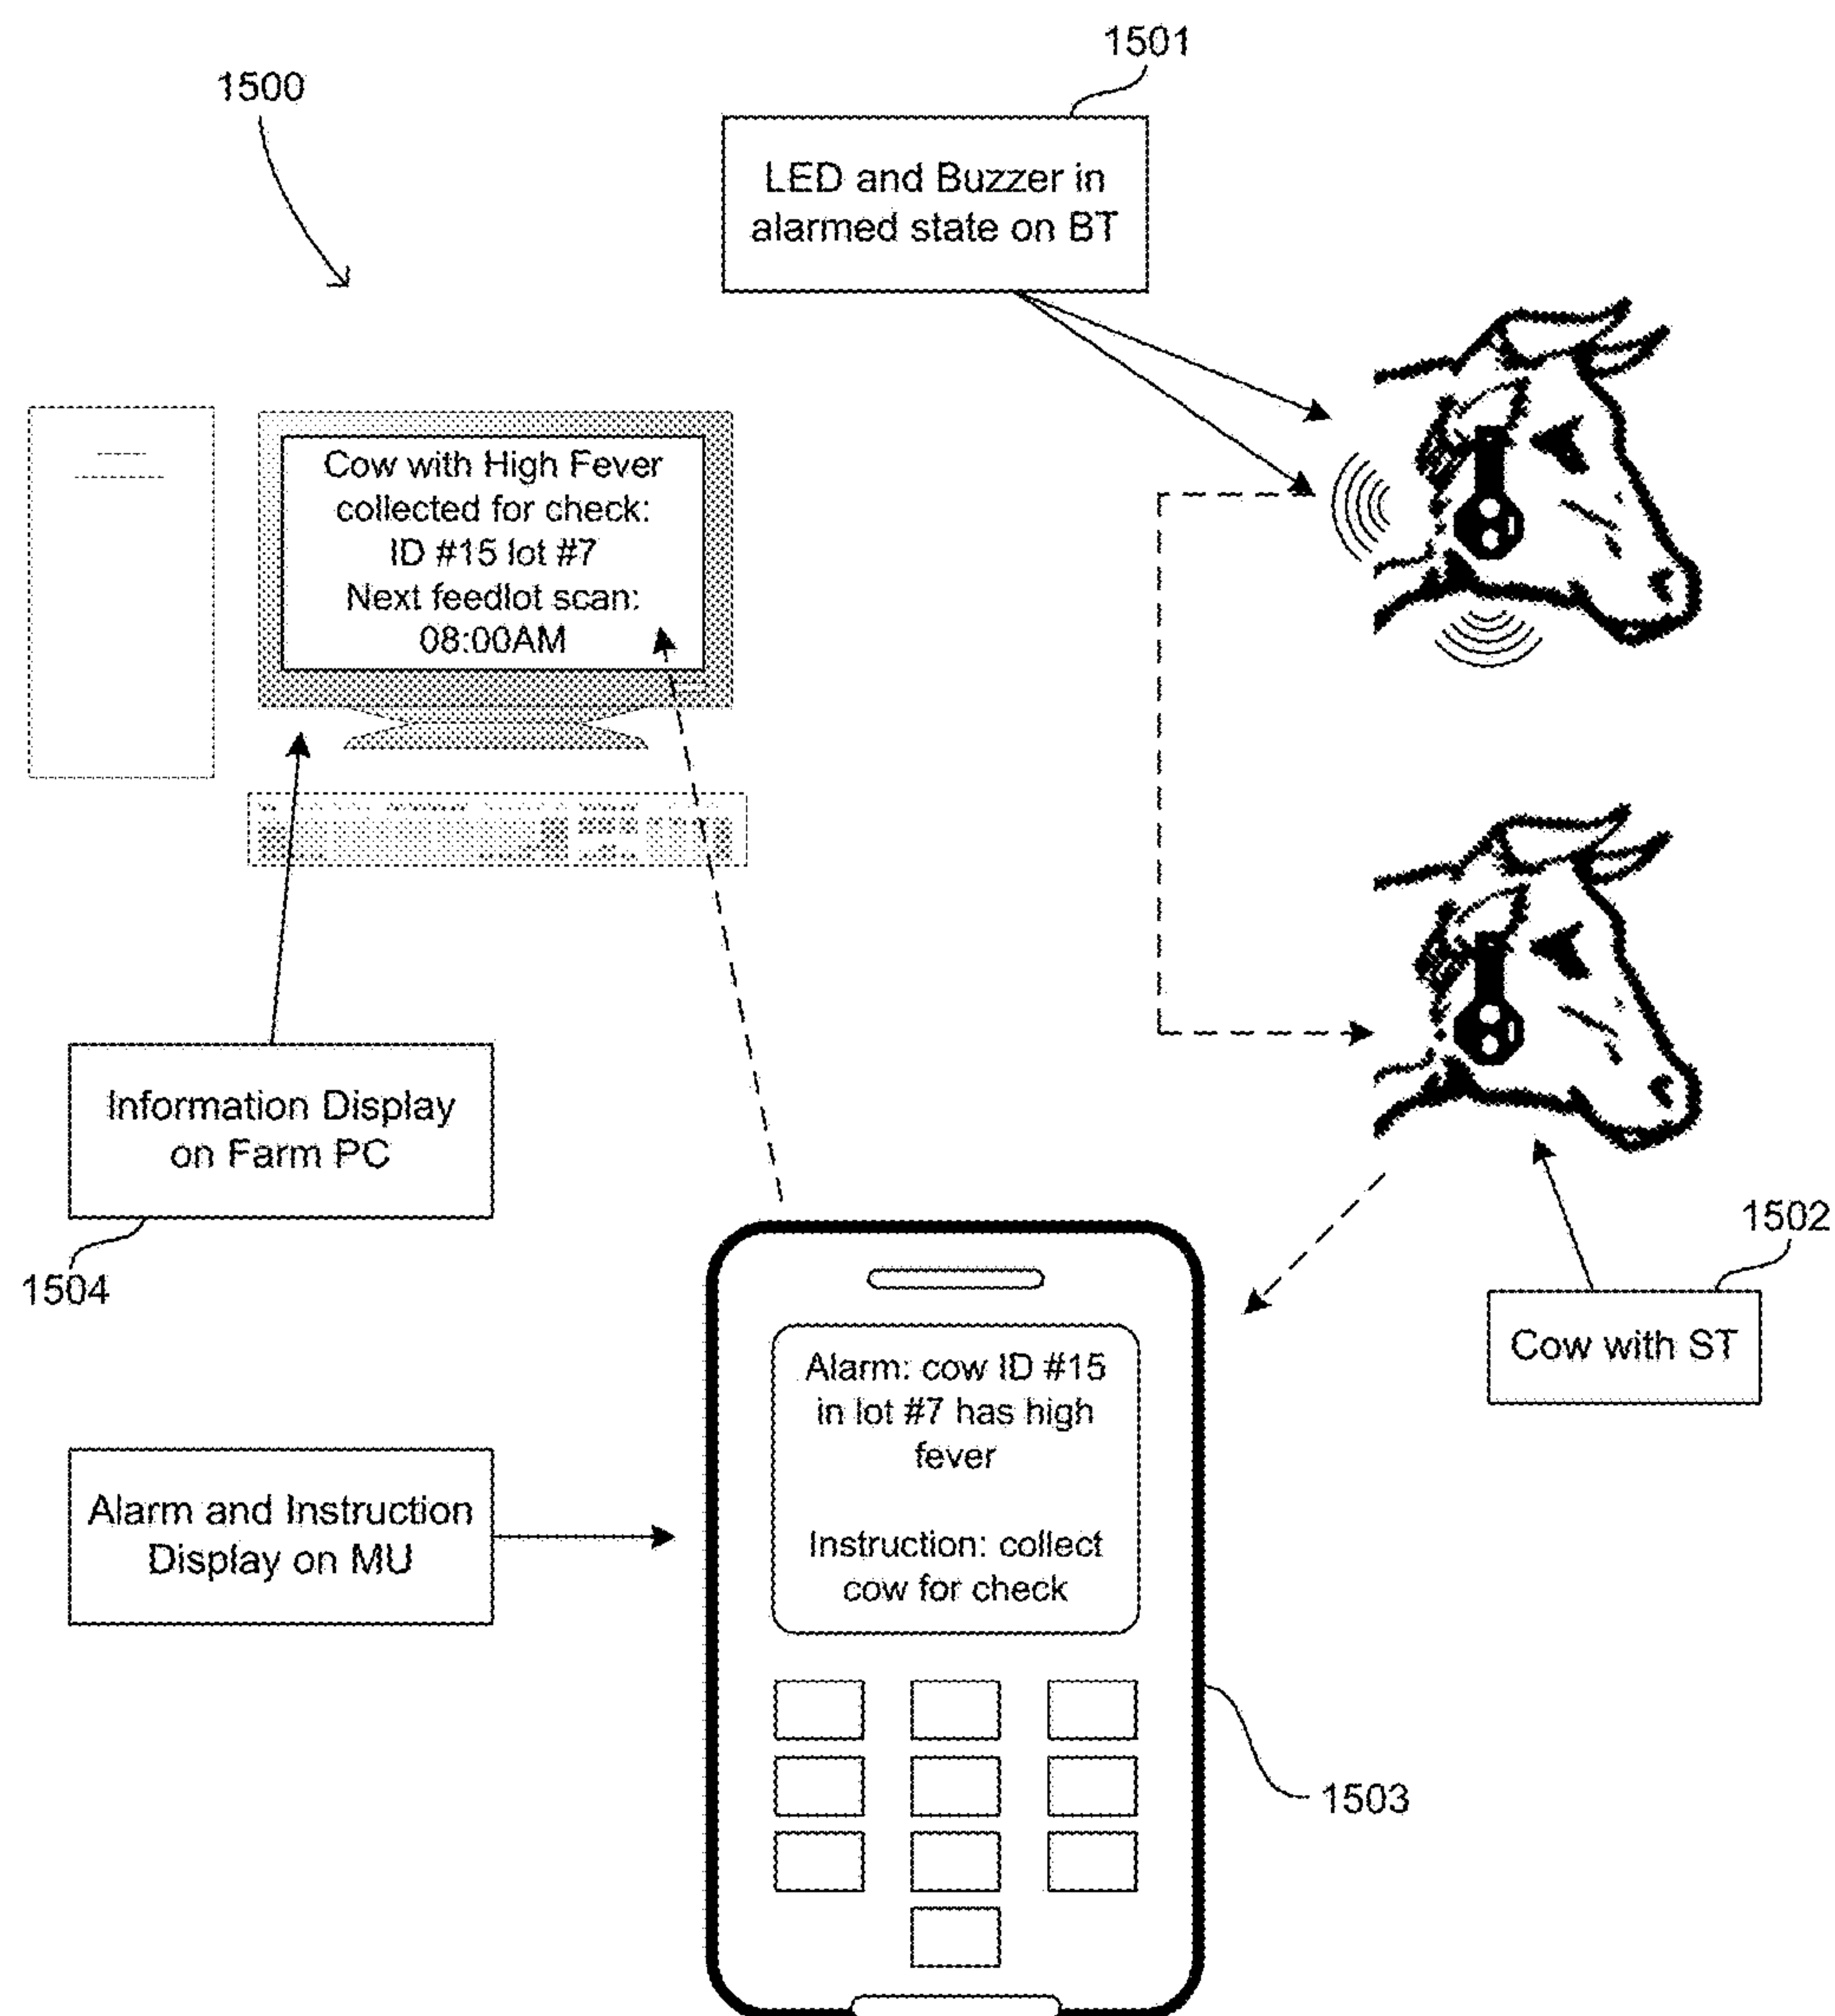 1501
1500
LED and Buzzer in
alarmed state on BT
Cow with High Fever
collected for check:
ID #15 lot #7
Next feedlot scan:
08:00AM
Information Display
on Farm PC
1504
1502
Cow with ST
Alarm: cow ID #15
in lot #7 has high
fever
Instruction: collect
cow for check
Alarm and Instruction
Display on MU
1503